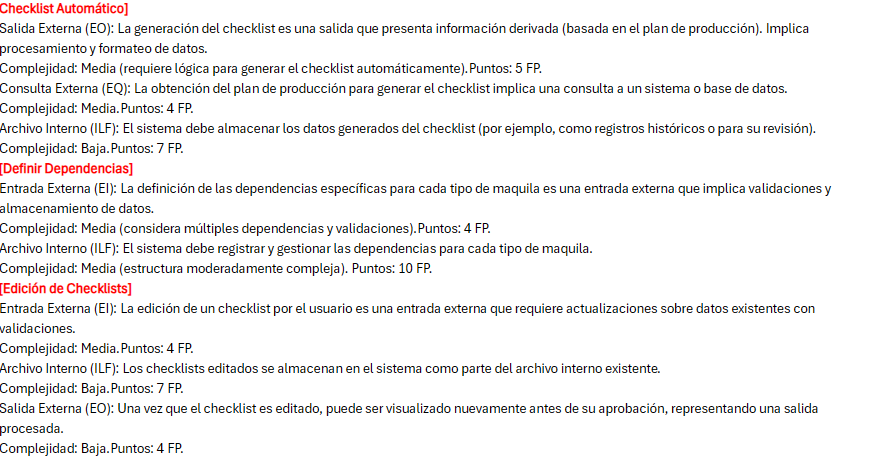 Checklist Automático]
Salida Externa (EO): La generación del checklist es una salida que presenta información derivada (basada en el plan de producción). Implica
procesamiento y formateo de datos.
Complejidad: Media (requiere lógica para generar el checklist automáticamente).Puntos: 5 FP.
Consulta Externa (EQ): La obtención del plan de producción para generar el checklist implica una consulta a un sistema o base de datos.
Complejidad: Media.Puntos: 4 FP.
Archivo Interno (ILF): El sistema debe almacenar los datos generados del checklist (por ejemplo, como registros históricos o para su revisión).
Complejidad: Baja.Puntos: 7 FP.
[Definir Dependencias]
Entrada Externa (EI): La definición de las dependencias específicas para cada tipo de maquila es una entrada externa que implica validaciones y
almacenamiento de datos.
Complejidad: Media (considera múltiples dependencias y validaciones).Puntos: 4 FP.
Archivo Interno (ILF): El sistema debe registrar y gestionar las dependencias para cada tipo de maquila.
Complejidad: Media (estructura moderadamente compleja). Puntos: 10 FP.
[Edición de Checklists]
Entrada Externa (EI): La edición de un checklist por el usuario es una entrada externa que requiere actualizaciones sobre datos existentes con
validaciones.
Complejidad: Media.Puntos: 4 FP.
Archivo Interno (ILF): Los checklists editados se almacenan en el sistema como parte del archivo interno existente.
Complejidad: Baja.Puntos: 7 FP.
Salida Externa (EO): Una vez que el checklist es editado, puede ser visualizado nuevamente antes de su aprobación, representando una salida
procesada.
Complejidad: Baja.Puntos: 4 FP.